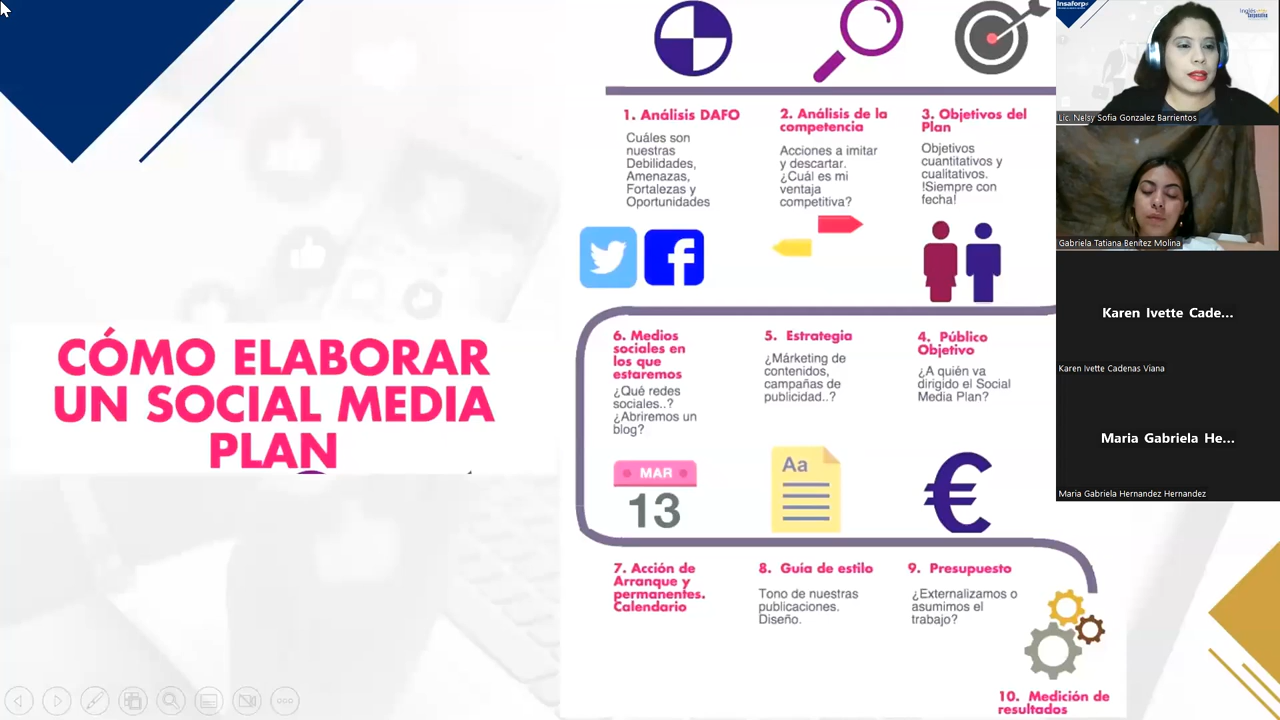 CÓMO ELABORAR
UN SOCIAL MEDIA
PLAN
1. Análisis DAFO
Cuáles son
nuestras
Debilidades,
Amenazas,
Fortalezas y
Oportunidades
2. Análisis de la
competencia
Acciones a imitar
y descartar.
¿Cuál es mi
ventaja
competitiva?
3. Objetivos del
Plan
Objetivos
cuantitativos y
cualitativos.
!Siempre con
fecha!
6. Medios
sociales en
los que
estaremos
¿Qué redes
sociales..?
¿Abriremos un
blog?
5. Estrategia
¿Márketing de
contenidos,
campañas de
publicidad..?
4. Público
Objetivo
¿A quién va
dirigido el Social
Media Plan?
MAR
13
Aa
€
7. Acción de
Arranque y
permanentes.
Calendario
8. Guía de estilo
Tono de nuestras
publicaciones.
Diseño.
9. Presupuesto
¿Externalizamos o
asumimos el
trabajo?
10. Medición de
resultados
Insaforp
Lic. Nelsy Sofia Gonzalez Barrientos
Gabriela Tatiana Benitez Molina
Karen Ivette Cade...
Karen Ivette Cadenas Viana
Maria Gabriela He...
Maria Gabriela Hernandez Hernandez